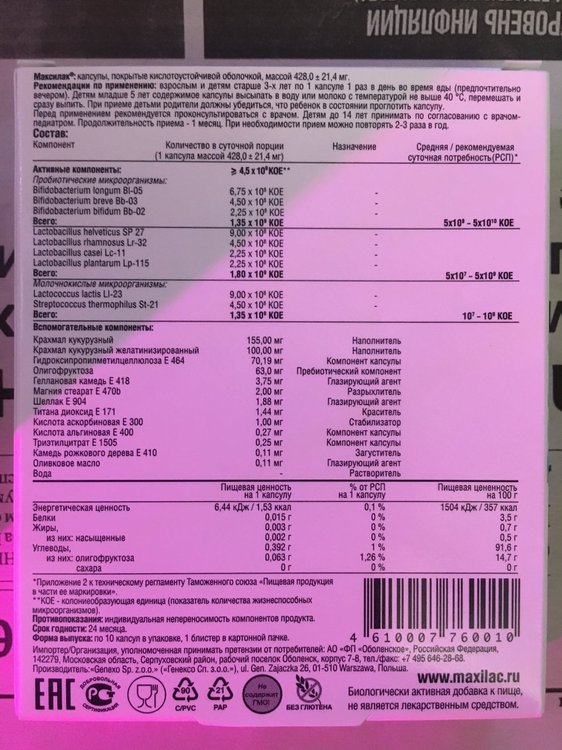 УРОВЕНЬ ИНФЛЯЦИИ
Максилак®: капсулы, покрытые кислотоустойчивой оболочкой, массой 428,0 ± 21,4 мг.
Рекомендации по применению: взрослым и детям старше 3-х лет по 1 капсуле 1 раз в день во время еды (предпочтительно
вечером). Детям младше 5 лет содержимое капсулы высыпать в воду или молоко с температурой не выше 40 °C, перемешать и
сразу выпить. При приеме детьми родители должны убедиться, что ребенок в состоянии проглотить капсулу.
Перед применением рекомендуется проконсультироваться с врачом. Детям до 14 лет принимать по согласованию с врачом-
педиатром. Продолжительность приема - 1 месяц. При необходимости прием можно повторять 2-3 раза в год.
Состав:
Компонент Количество в суточной порции Назначение Средняя / рекомендуемая
(1 капсула массой 428,0 ± 21,4 мг) суточная потребность(РСП)*
Активные компоненты: ≥ 4,5 x 10⁹ КОЕ**
Пробиотические микроорганизмы:
Bifidobacterium longum Bl-05 6,75 x 10⁸ КОЕ -
Bifidobacterium breve Bb-03 4,50 x 10⁸ КОЕ -
Bifidobacterium bifidum Bb-02 2,25 x 10⁸ КОЕ -
Всего: 1,35 x 10⁹ КОЕ 5x10⁸ – 5x10¹⁰ КОЕ
Lactobacillus helveticus SP 27 9,00 x 10⁸ КОЕ -
Lactobacillus rhamnosus Lr-32 4,50 x 10⁸ КОЕ -
Lactobacillus casei Lc-11 2,25 x 10⁸ КОЕ -
Lactobacillus plantarum Lp-115 2,25 x 10⁸ КОЕ -
Всего: 1,80 x 10⁹ КОЕ 5x10⁷ – 5x10⁹ КОЕ
Молочнокислые микроорганизмы:
Lactococcus lactis Ll-23 9,00 x 10⁸ КОЕ -
Streptococcus thermophilus St-21 4,50 x 10⁸ КОЕ -
Всего: 1,35 x 10⁹ КОЕ 10⁷ – 10⁹ КОЕ
Вспомогательные компоненты:
Крахмал кукурузный 155,00 мг Наполнитель
Крахмал кукурузный желатинизированный 100,00 мг Наполнитель
Гидроксипропилметилцеллюлоза E 464 70,19 мг Компонент капсулы
Олигофруктоза 63,0 мг Пребиотический компонент
Геллановая камедь E 418 3,75 мг Глазирующий агент
Магния стеарат E 470b 2,00 мг Разрыхлитель
Шеллак E 904 1,88 мг Глазирующий агент
Титана диоксид E 171 1,44 мг Краситель
Кислота аскорбиновая E 300 1,00 мг Стабилизатор
Кислота альгиновая E 400 0,27 мг Компонент капсулы
Триэтилцитрат E 1505 0,25 мг Компонент капсулы
Камедь рожкового дерева E 410 0,11 мг Загуститель
Оливковое масло 0,11 мг Глазирующий агент
Вода - Растворитель
Пищевая ценность % от РСП Пищевая цененность
на 1 капсулу на 1 капсулу на 100 г
Энергетическая ценность 6,44 кДж / 1,53 ккал 0,1 % 1504 кДж / 357 ккал
Белки 0,015 г 0 % 3,5 г
Жиры, 0,003 г 0 % 0,7 г
из них: насыщенные 0,002 г 0 % 0,5 г
Углеводы, 0,392 г 1 % 91,6 г
из них: олигофруктоза 0,063 г 1,26 % 14,7 г
сахара 0 г 0 % 0 г
*Приложение 2 к техническому регламенту Таможенного союза «Пищевая продукция
в части ее маркировки».
**КОЕ - колониеобразующая единица (показатель количества жизнеспособных
микроорганизмов).
Противопоказания: индивидуальная непереносимость компонентов продукта.
Срок годности: 24 месяца.
Форма выпуска: по 10 капсул в упаковке, 1 блистер в картонной пачке.
4 610007 760010
Импортер/Организация, уполномоченная принимать претензии от потребителей: АО «ФП «Оболенское», Российская Федерация,
142279, Московская область, Серпуховский район, рабочий поселок Оболенск, корпус 7-8, тел./факс: +7 495 646-28-68.
Производитель:«Genexo Sp. z.o.o.» («Генексо Сп. з.о.о.»), ul. Gen. Zajaczka 26, 01-510 Warszawa, Польша.
EAC
ДОБРОВОЛЬНАЯ
СЕРТИФИКАЦИЯ
90
C/PVC
21
PAP
Не
содержит
ГМО!
БЕЗ ГЛЮТЕНА
www.maxilac.ru
Биологически активная добавка к пище,
не является лекарственным средством.